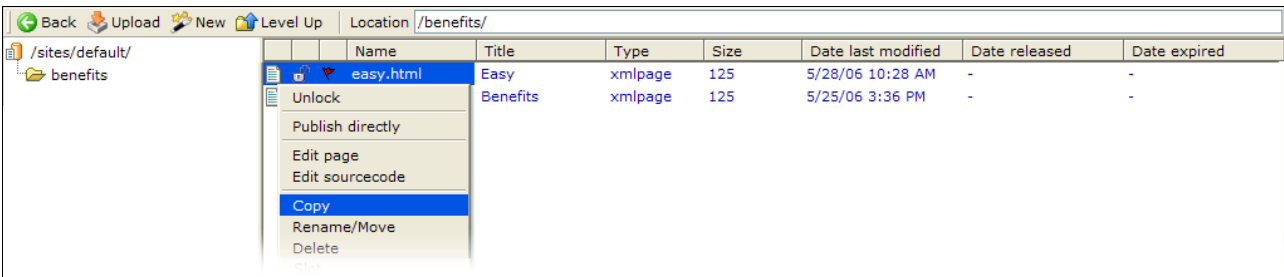 Back Upload New Level Up Location /benefits/
/sites/default/ Name Title Type Size Date last modified Date released Date expired
benefits easy.html Easy xmlpage 125 5/28/06 10:28 AM - -
Unlock Benefits xmlpage 125 5/25/06 3:36 PM - -
Publish directly
Edit page
Edit sourcecode
Copy
Rename/Move
Delete